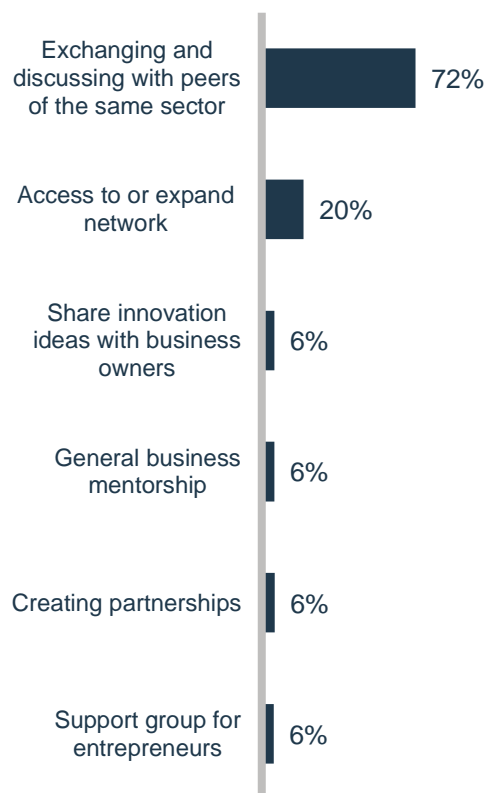 Exchanging and
discussing with peers
of the same sector
72%
Access to or expand
network
20%
Share innovation
ideas with business
owners
6%
General business
mentorship
6%
Creating partnerships
6%
Support group for
entrepreneurs
6%